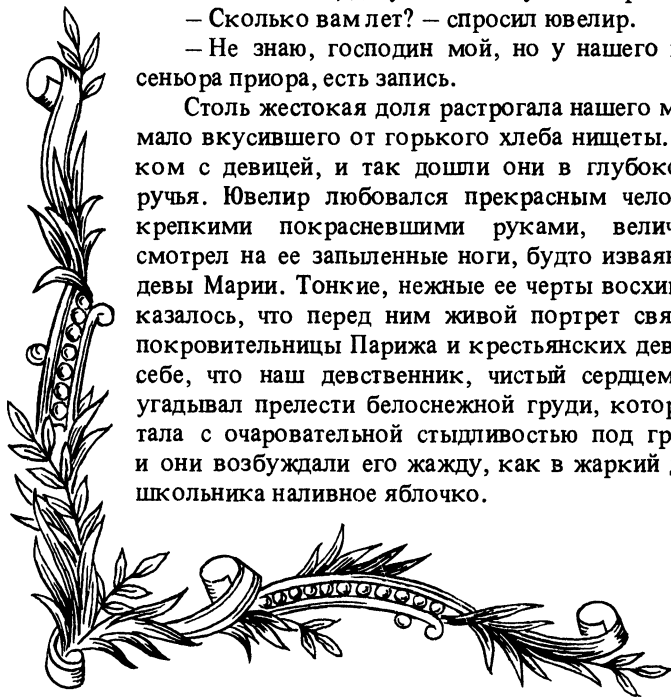 – Сколько вам лет? – спросил ювелир.
– Не знаю, господин мой, но у нашего
сеньора приора, есть запись.
Столь жестокая доля растрогала нашего
мало вкусившего от горького хлеба нищеты.
ком с девицей, и так дошли они в глубок
ручья. Ювелир любовался прекрасным чело
крепкими покрасневшими руками, велич
смотрел на ее запыленные ноги, будто изваян
девы Марии. Тонкие, нежные ее черты восхи
казалось, что перед ним живой портрет свя
покровительницы Парижа и крестьянских дев
себе, что наш девственник, чистый сердцем
угадывал прелести белоснежной груди, котор
тала с очаровательной стыдливостью под гр
и они возбуждали его жажду, как в жаркий
школьника наливное яблочко.